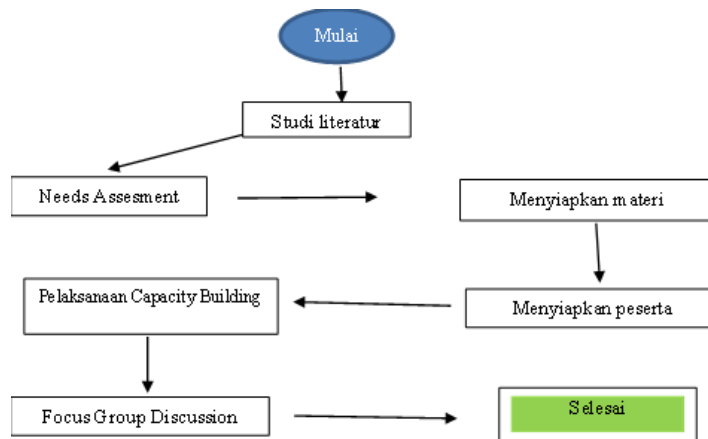 Mulai
Studi literatur
Needs Assesment
Menyiapkan materi
Menyiapkan peserta
Pelaksanaan Capacity Building
Focus Group Discussion
Selesai